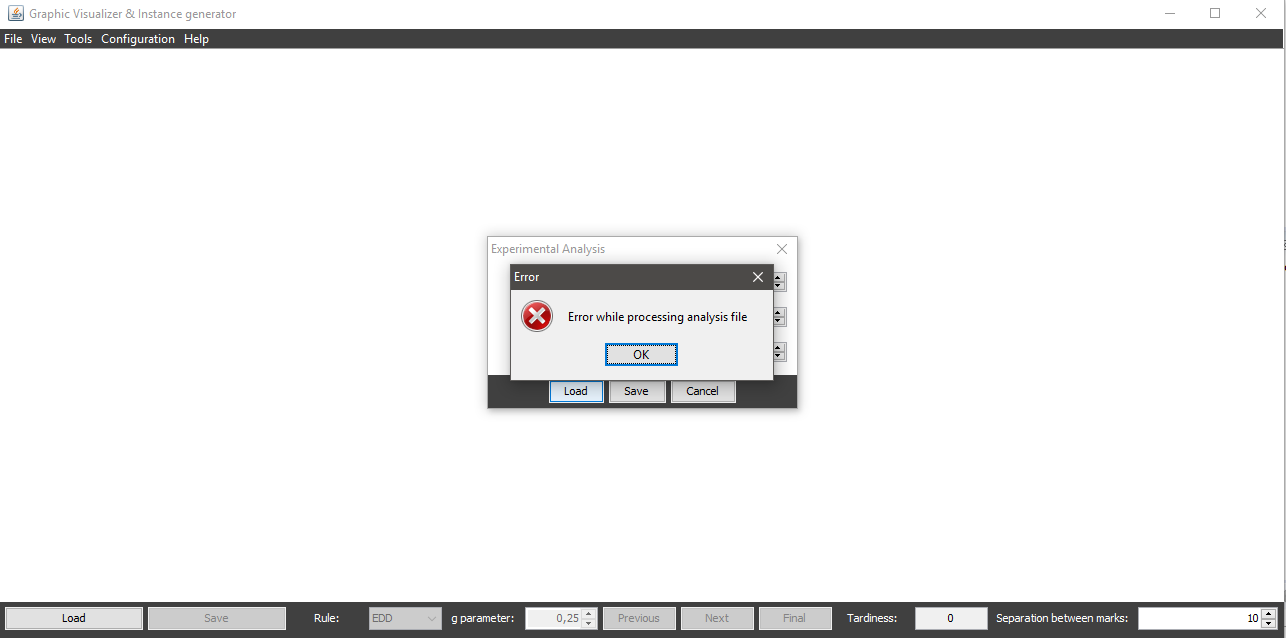 Graphic Visualizer & Instance generator
File View Tools Configuration Help
Experimental Analysis
Error
Error while processing analysis file
OK
Load Save Cancel
Load Save Rule: EDD g parameter: 0,25 Previous Next Final Tardiness: 0 Separation between marks: 10